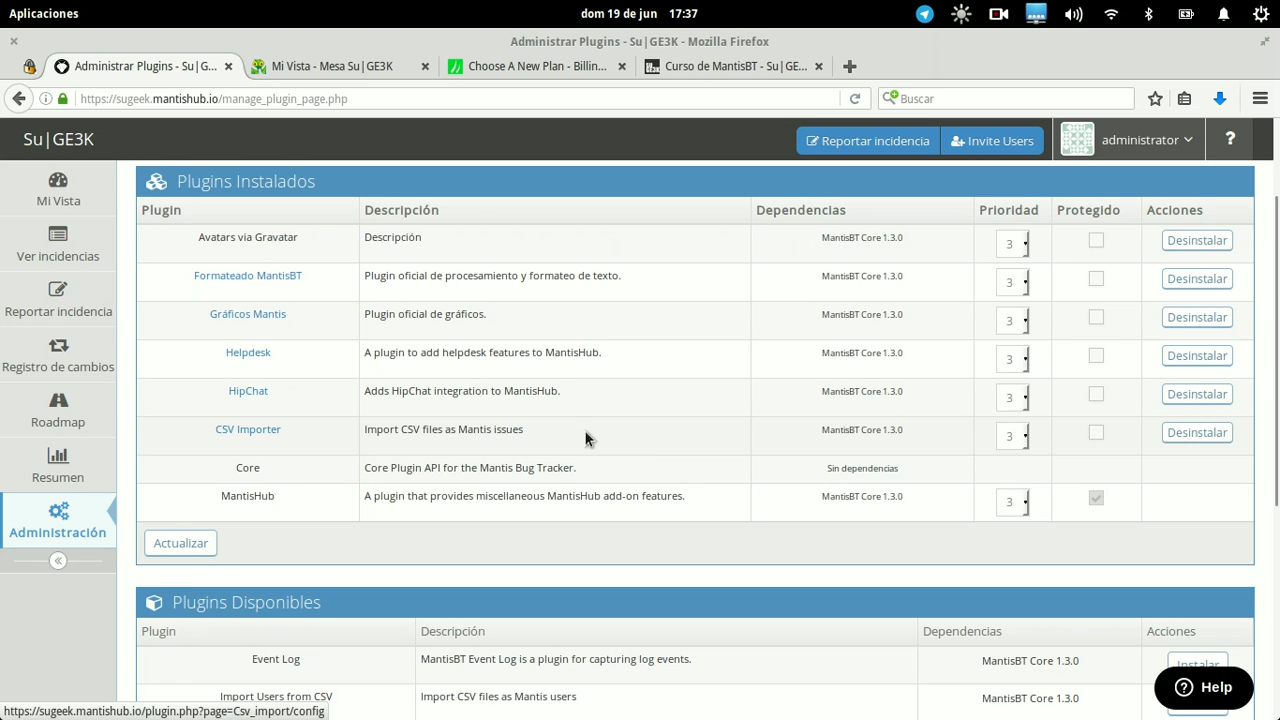 Aplicaciones
dom 19 de jun 17:37
Administrar Plugins - Su|GE3K - Mozilla Firefox
Administrar Plugins - Su|G...
Mi Vista - Mesa Su|GE3K
Choose A New Plan - Billin...
Curso de MantisBT - Su|GE...
https://sugeek.mantishub.io/manage_plugin_page.php
Buscar
Su|GE3K
Reportar incidencia
Invite Users
administrator
?
Mi Vista
Ver incidencias
Reportar incidencia
Registro de cambios
Roadmap
Resumen
Administración
Plugins Instalados
Plugin Descripción Dependencias Prioridad Protegido Acciones
Avatars via Gravatar Descripción MantisBT Core 1.3.0 3 Desinstalar
Formateado MantisBT Plugin oficial de procesamiento y formateo de texto. MantisBT Core 1.3.0 3 Desinstalar
Gráficos Mantis Plugin oficial de gráficos. MantisBT Core 1.3.0 3 Desinstalar
Helpdesk A plugin to add helpdesk features to MantisHub. MantisBT Core 1.3.0 3 Desinstalar
HipChat Adds HipChat integration to MantisHub. MantisBT Core 1.3.0 3 Desinstalar
CSV Importer Import CSV files as Mantis issues MantisBT Core 1.3.0 3 Desinstalar
Core Core Plugin API for the Mantis Bug Tracker. Sin dependencias
MantisHub A plugin that provides miscellaneous MantisHub add-on features. MantisBT Core 1.3.0 3
Actualizar
Plugins Disponibles
Plugin Descripción Dependencias Acciones
Event Log MantisBT Event Log is a plugin for capturing log events. MantisBT Core 1.3.0 Instalar
Import Users from CSV Import CSV files as Mantis users MantisBT Core 1.3.0
Help
https://sugeek.mantishub.io/plugin.php?page=Csv_import/config